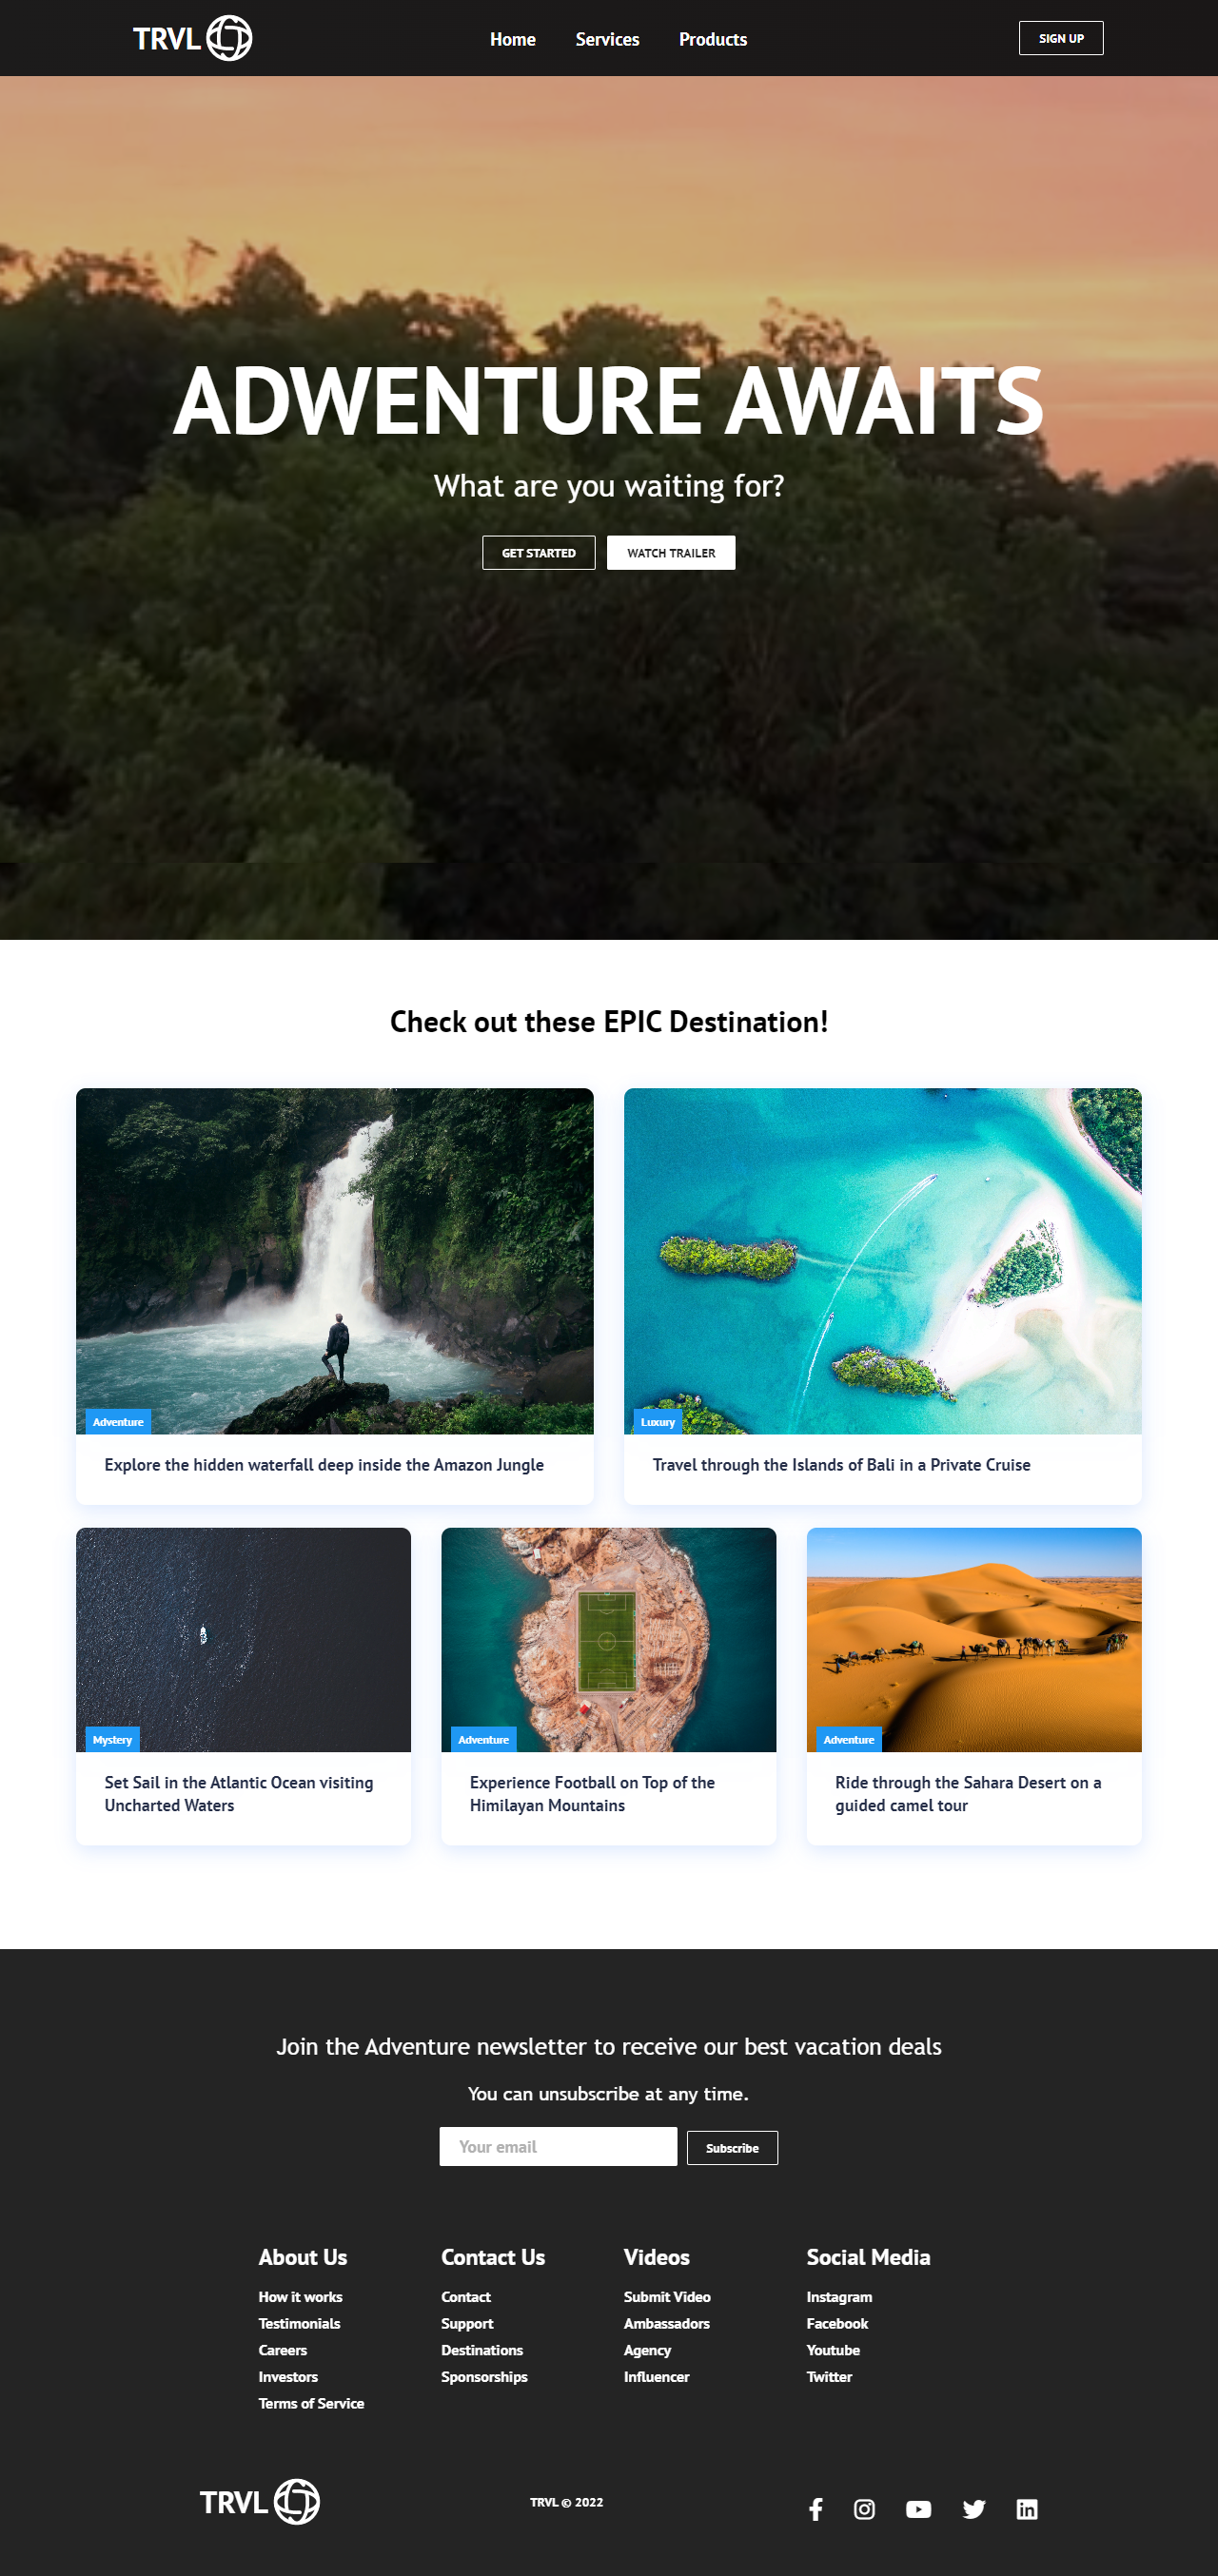 TRVL
Home Services Products
SIGN UP
ADWENTURE AWAITS
What are you waiting for?
GET STARTED
WATCH TRAILER
Check out these EPIC Destination!
Adventure
Explore the hidden waterfall deep inside the Amazon Jungle
Luxury
Travel through the Islands of Bali in a Private Cruise
Mystery
Set Sail in the Atlantic Ocean visiting
Uncharted Waters
Adventure
Experience Football on Top of the
Himilayan Mountains
Adventure
Ride through the Sahara Desert on a
guided camel tour
Join the Adventure newsletter to receive our best vacation deals
You can unsubscribe at any time.
Your email
Subscribe
About Us
How it works
Testimonials
Careers
Investors
Terms of Service
Contact Us
Contact
Support
Destinations
Sponsorships
Videos
Submit Video
Ambassadors
Agency
Influencer
Social Media
Instagram
Facebook
Youtube
Twitter
TRVL
TRVL © 2022